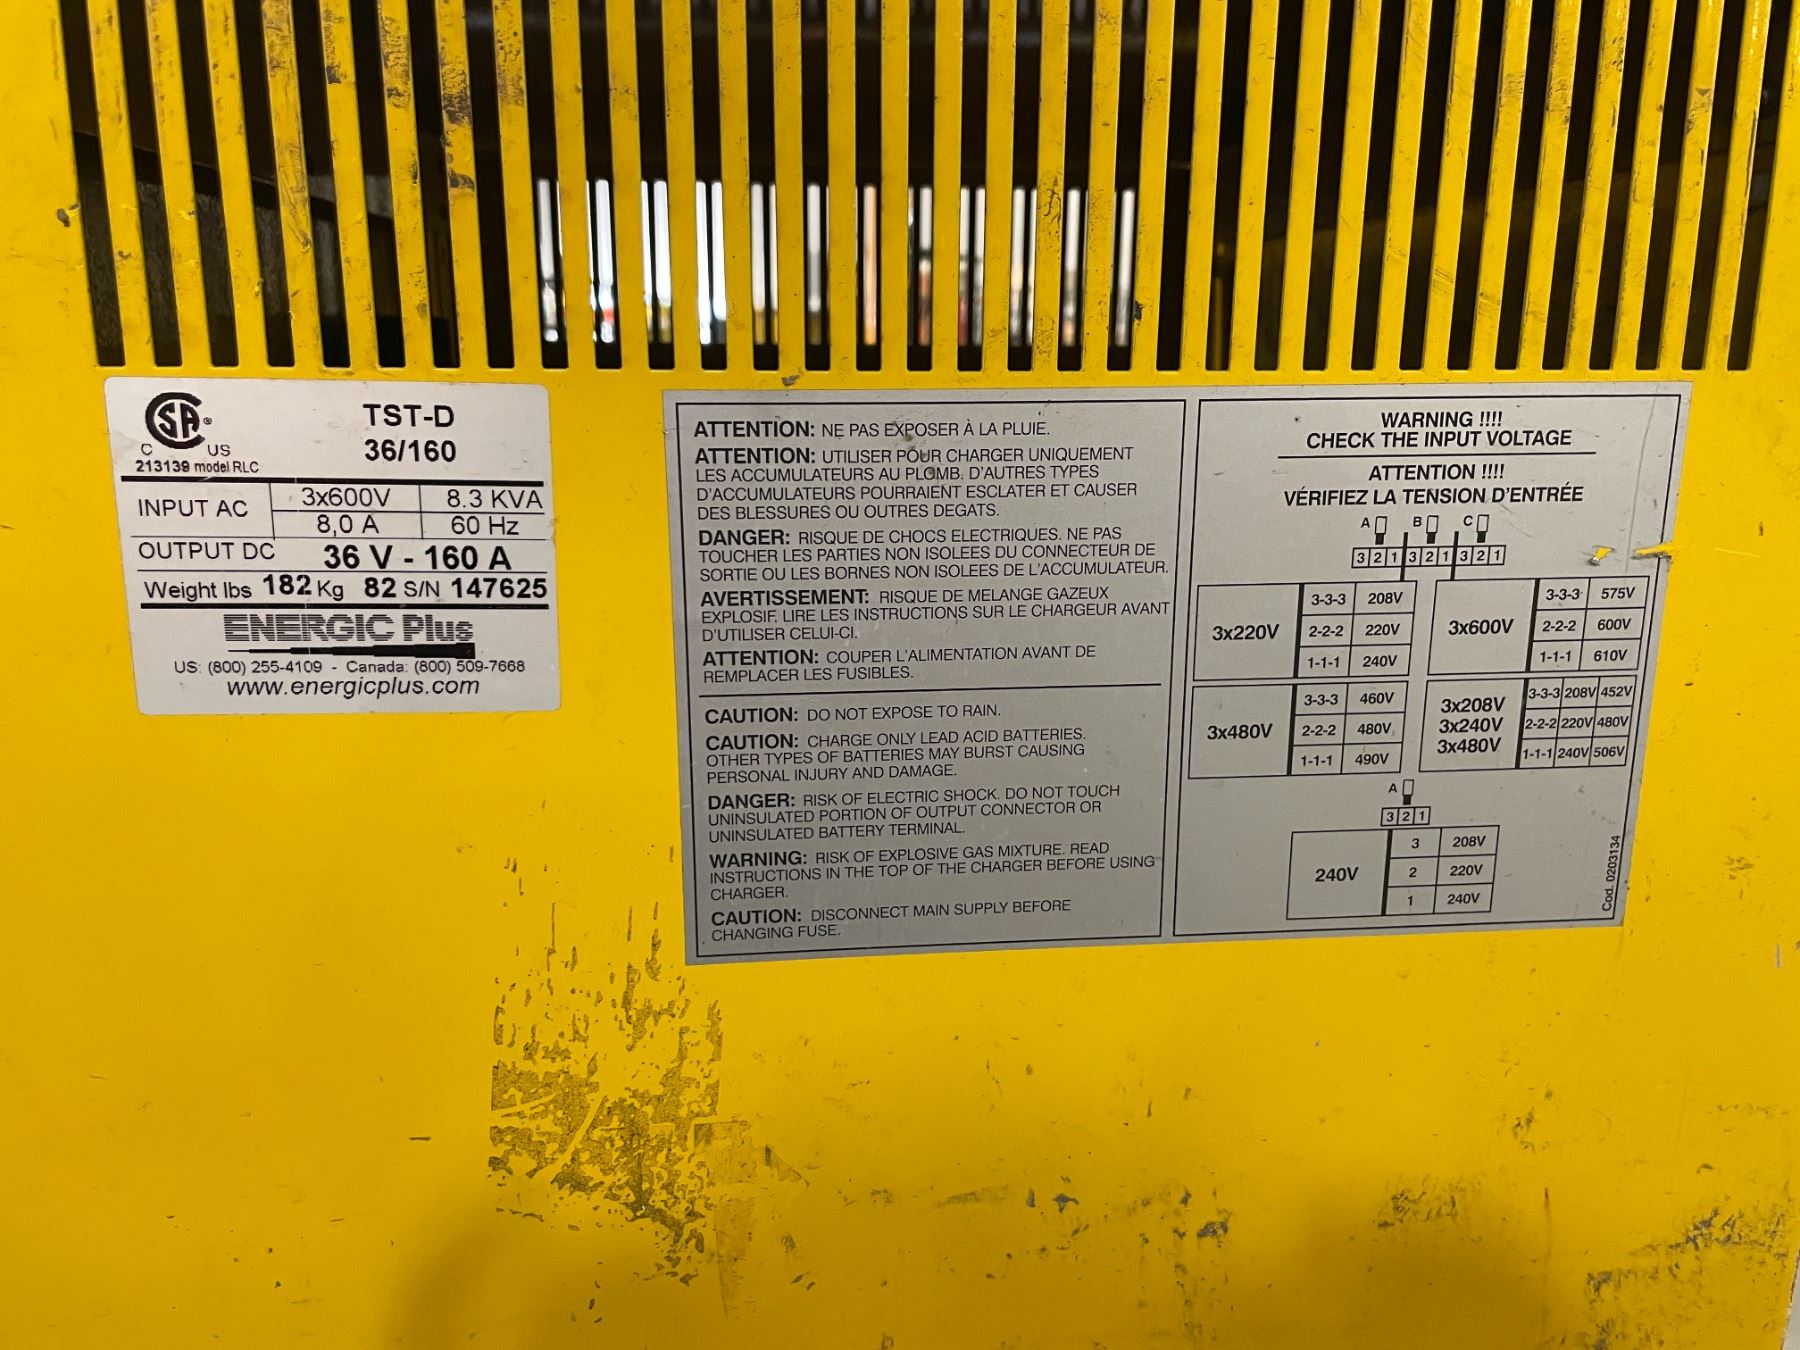 CSA ®
C US
213139 model RLC
TST-D
36/160
INPUT AC
3x600V 8.3 KVA
8,0 A 60 Hz
OUTPUT DC 36 V - 160 A
Weight lbs 182 Kg 82 S/N 147625
ENERGIC Plus
US: (800) 255-4109 - Canada: (800) 509-7668
www.energicplus.com
ATTENTION: NE PAS EXPOSER À LA PLUIE.
ATTENTION: UTILISER POUR CHARGER UNIQUEMENT
LES ACCUMULATEURS AU PLOMB. D'AUTRES TYPES
D'ACCUMULATEURS POURRAIENT ESCLATER ET CAUSER
DES BLESSURES OU OUTRES DEGATS.
DANGER: RISQUE DE CHOCS ELECTRIQUES. NE PAS
TOUCHER LES PARTIES NON ISOLEES DU CONNECTEUR DE
SORTIE OU LES BORNES NON ISOLEES DE L'ACCUMULATEUR.
AVERTISSEMENT: RISQUE DE MELANGE GAZEUX
EXPLOSIF. LIRE LES INSTRUCTIONS SUR LE CHARGEUR AVANT
D'UTILISER CELUI-CI.
ATTENTION: COUPER L'ALIMENTATION AVANT DE
REMPLACER LES FUSIBLES.
CAUTION: DO NOT EXPOSE TO RAIN.
CAUTION: CHARGE ONLY LEAD ACID BATTERIES.
OTHER TYPES OF BATTERIES MAY BURST CAUSING
PERSONAL INJURY AND DAMAGE.
DANGER: RISK OF ELECTRIC SHOCK. DO NOT TOUCH
UNINSULATED PORTION OF OUTPUT CONNECTOR OR
UNINSULATED BATTERY TERMINAL.
WARNING: RISK OF EXPLOSIVE GAS MIXTURE. READ
INSTRUCTIONS IN THE TOP OF THE CHARGER BEFORE USING
CHARGER.
CAUTION: DISCONNECT MAIN SUPPLY BEFORE
CHANGING FUSE.
WARNING !!!!
CHECK THE INPUT VOLTAGE
ATTENTION !!!!
VÉRIFIEZ LA TENSION D'ENTRÉE
A B C
3 2 1 3 2 1 3 2 1
3x220V
3-3-3 208V
2-2-2 220V
1-1-1 240V
3x600V
3-3-3 575V
2-2-2 600V
1-1-1 610V
3x480V
3-3-3 460V
2-2-2 480V
1-1-1 490V
3x208V
3x240V
3x480V
3-3-3 208V 452V
2-2-2 220V 480V
1-1-1 240V 506V
A
3 2 1
240V
3 208V
2 220V
1 240V
Cod. 0203134